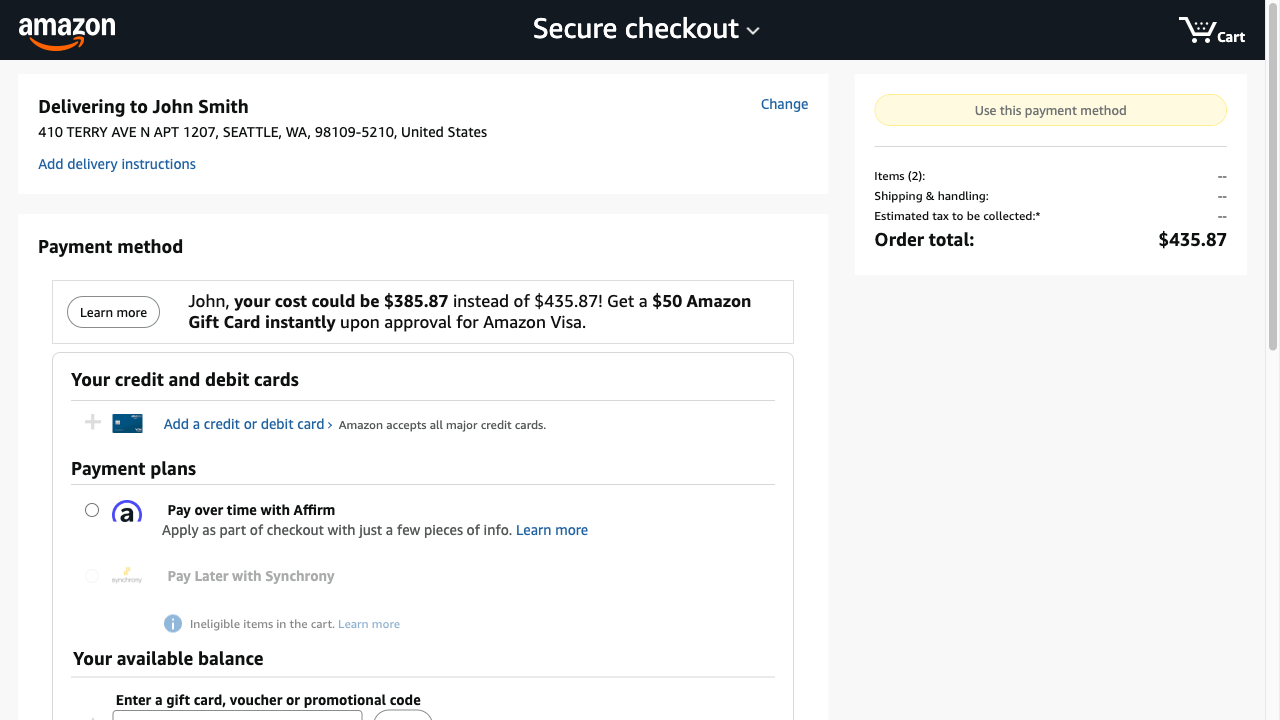 amazon
Secure checkout
Cart
Delivering to John Smith
Change
410 TERRY AVE N APT 1207, SEATTLE, WA, 98109-5210, United States
Add delivery instructions
Use this payment method
Items (2): --
Shipping & handling: --
Estimated tax to be collected:* --
Order total: $435.87
Payment method
Learn more
John, your cost could be $385.87 instead of $435.87! Get a $50 Amazon
Gift Card instantly upon approval for Amazon Visa.
Your credit and debit cards
Add a credit or debit card › Amazon accepts all major credit cards.
Payment plans
a
Pay over time with Affirm
Apply as part of checkout with just a few pieces of info. Learn more
synchrony
Pay Later with Synchrony
i
Ineligible items in the cart. Learn more
Your available balance
Enter a gift card, voucher or promotional code